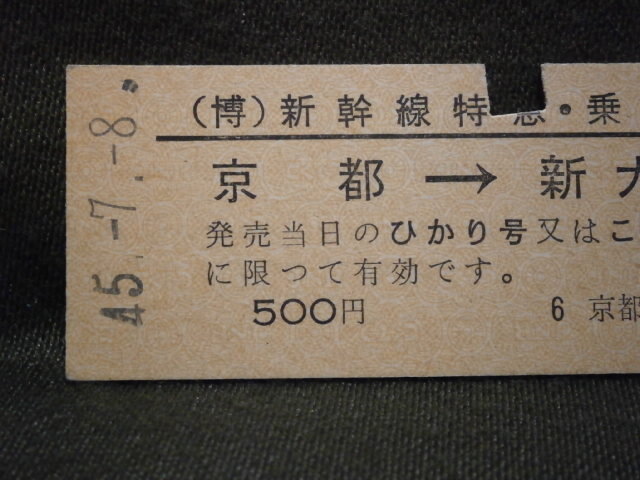 45.-7.-8
(博)新幹線特急・乗
京都→新大
発売当日のひかり号又はこ
に限つて有効です。
500円
6 京都